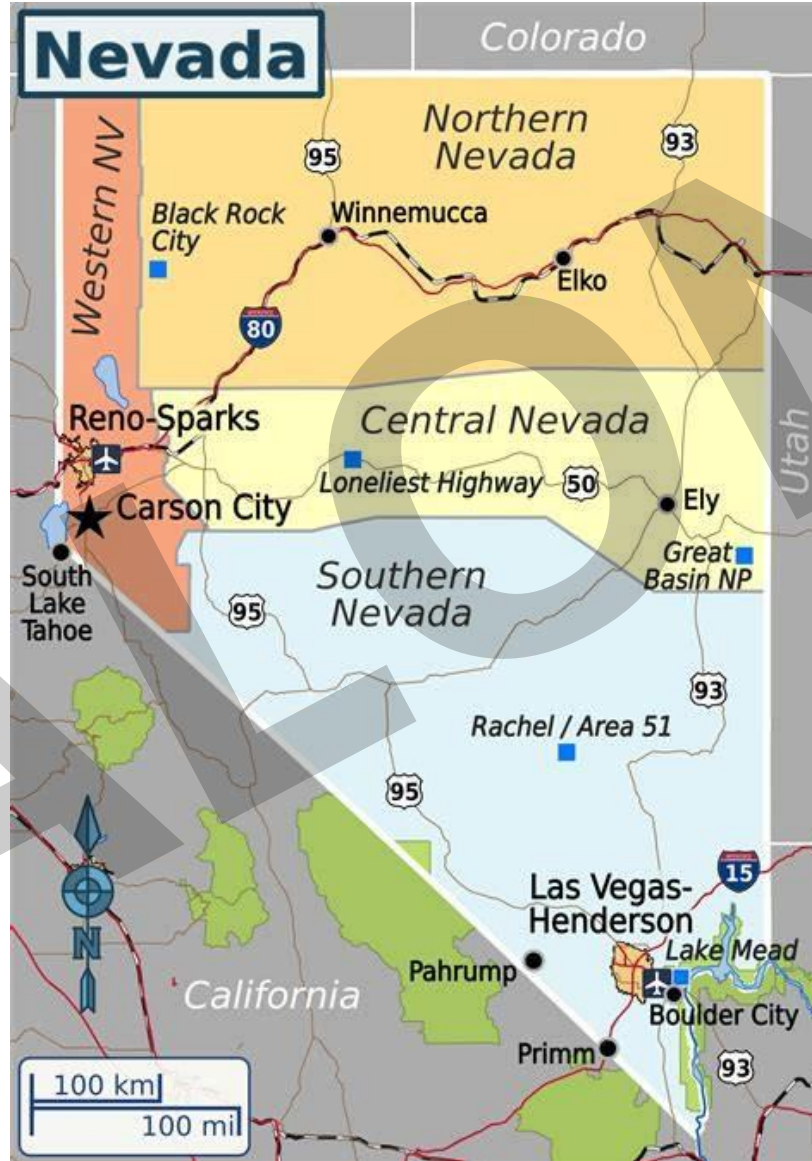 Nevada
Colorado
Northern
Nevada
95
93
Western NV
Black Rock
City
Winnemucca
Elko
80
Utah
Reno-Sparks
Central Nevada
Loneliest Highway
50
Ely
Carson City
Great
Basin NP
South
Lake
Tahoe
Southern
Nevada
95
93
Rachel / Area 51
95
15
Las Vegas-
Henderson
Lake Mead
Pahrump
Boulder City
N
California
Primm
93
100 km
100 mi